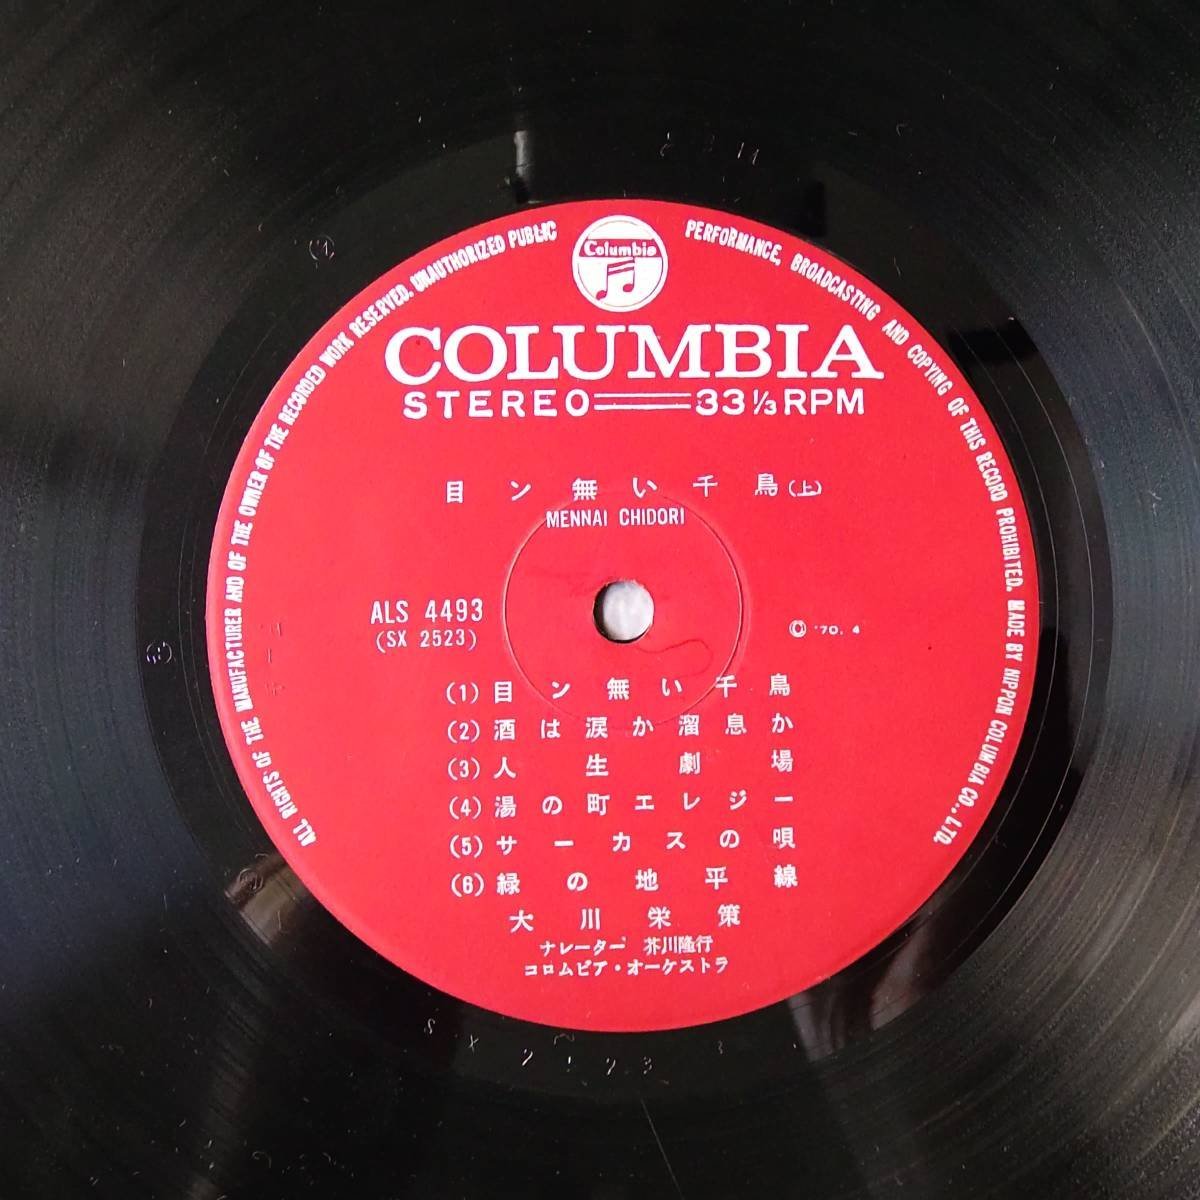 Columbia
COLUMBIA
STEREO 33 1/3 RPM
目ン無い千鳥(上)
MENNAI CHIDORI
ALS 4493
(SX 2523)
Ⓒ '70. 4
(1) 目ン無い千鳥
(2) 酒は涙か溜息か
(3) 人生劇場
(4) 湯の町エレジー
(5) サーカスの唄
(6) 緑の地平線
大川栄策
ナレーター 芥川隆行
コロムビア・オーケストラ
ALL RIGHTS OF THE MANUFACTURER AND OF THE OWNER OF THE RECORDED WORK RESERVED. UNAUTHORIZED PUBLIC PERFORMANCE, BROADCASTING AND COPYING OF THIS RECORD PROHIBITED. MADE BY NIPPON COLUMBIA CO., LTD.